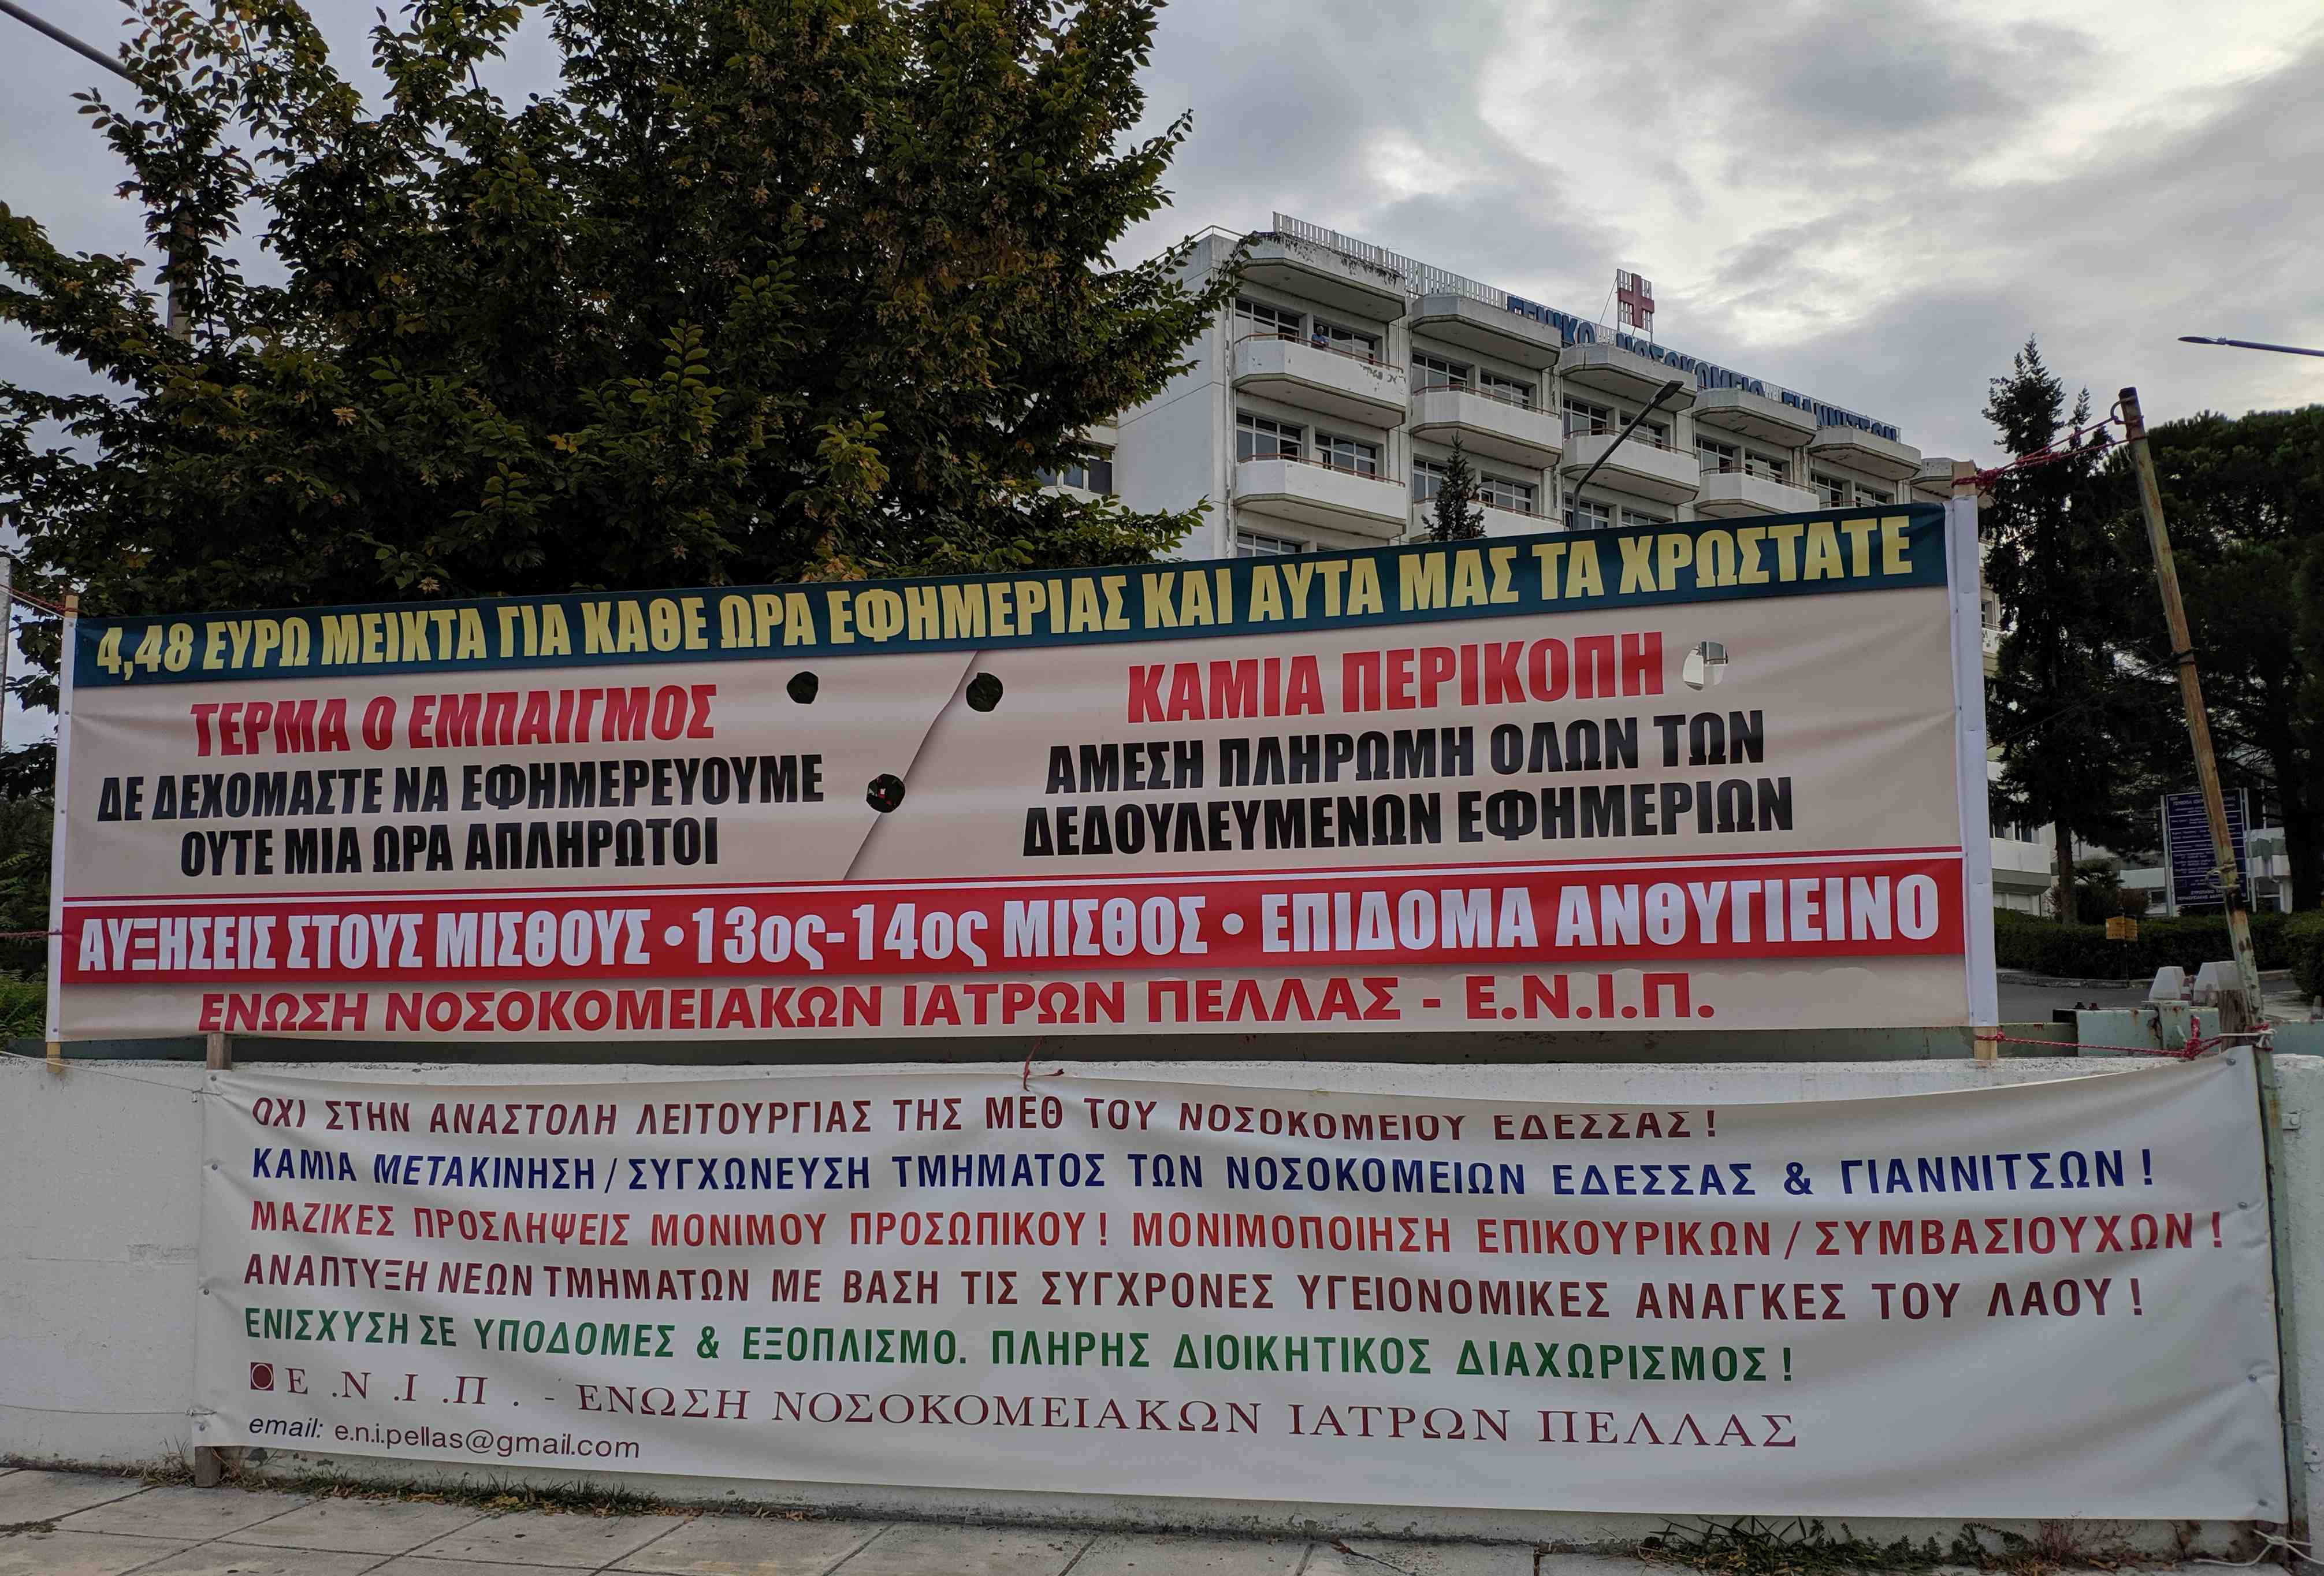 ΓΕΝΙΚΟ ΝΟΣΟΚΟΜΕΙΟ ΓΙΑΝΝΙΤΣΩΝ
4,48 ΕΥΡΩ ΜΕΙΚΤΑ ΓΙΑ ΚΑΘΕ ΩΡΑ ΕΦΗΜΕΡΙΑΣ ΚΑΙ ΑΥΤΑ ΜΑΣ ΤΑ ΧΡΩΣΤΑΤΕ
ΤΕΡΜΑ Ο ΕΜΠΑΙΓΜΟΣ
ΔΕ ΔΕΧΟΜΑΣΤΕ ΝΑ ΕΦΗΜΕΡΕΥΟΥΜΕ
ΟΥΤΕ ΜΙΑ ΩΡΑ ΑΠΛΗΡΩΤΟΙ
ΚΑΜΙΑ ΠΕΡΙΚΟΠΗ
ΑΜΕΣΗ ΠΛΗΡΩΜΗ ΟΛΩΝ ΤΩΝ
ΔΕΔΟΥΛΕΥΜΕΝΩΝ ΕΦΗΜΕΡΙΩΝ
ΑΥΞΗΣΕΙΣ ΣΤΟΥΣ ΜΙΣΘΟΥΣ • 13ος-14ος ΜΙΣΘΟΣ • ΕΠΙΔΟΜΑ ΑΝΘΥΓΙΕΙΝΟ
ΕΝΩΣΗ ΝΟΣΟΚΟΜΕΙΑΚΩΝ ΙΑΤΡΩΝ ΠΕΛΛΑΣ - Ε.Ν.Ι.Π.
ΟΧΙ ΣΤΗΝ ΑΝΑΣΤΟΛΗ ΛΕΙΤΟΥΡΓΙΑΣ ΤΗΣ ΜΕΘ ΤΟΥ ΝΟΣΟΚΟΜΕΙΟΥ ΕΔΕΣΣΑΣ !
ΚΑΜΙΑ ΜΕΤΑΚΙΝΗΣΗ / ΣΥΓΧΩΝΕΥΣΗ ΤΜΗΜΑΤΟΣ ΤΩΝ ΝΟΣΟΚΟΜΕΙΩΝ ΕΔΕΣΣΑΣ & ΓΙΑΝΝΙΤΣΩΝ !
ΜΑΖΙΚΕΣ ΠΡΟΣΛΗΨΕΙΣ ΜΟΝΙΜΟΥ ΠΡΟΣΩΠΙΚΟΥ ! ΜΟΝΙΜΟΠΟΙΗΣΗ ΕΠΙΚΟΥΡΙΚΩΝ / ΣΥΜΒΑΣΙΟΥΧΩΝ !
ΑΝΑΠΤΥΞΗ ΝΕΩΝ ΤΜΗΜΑΤΩΝ ΜΕ ΒΑΣΗ ΤΙΣ ΣΥΓΧΡΟΝΕΣ ΥΓΕΙΟΝΟΜΙΚΕΣ ΑΝΑΓΚΕΣ ΤΟΥ ΛΑΟΥ !
ΕΝΙΣΧΥΣΗ ΣΕ ΥΠΟΔΟΜΕΣ & ΕΞΟΠΛΙΣΜΟ. ΠΛΗΡΗΣ ΔΙΟΙΚΗΤΙΚΟΣ ΔΙΑΧΩΡΙΣΜΟΣ !
Ε .Ν .Ι .Π . - ΕΝΩΣΗ ΝΟΣΟΚΟΜΕΙΑΚΩΝ ΙΑΤΡΩΝ ΠΕΛΛΑΣ
email: e.n.i.pellas@gmail.com